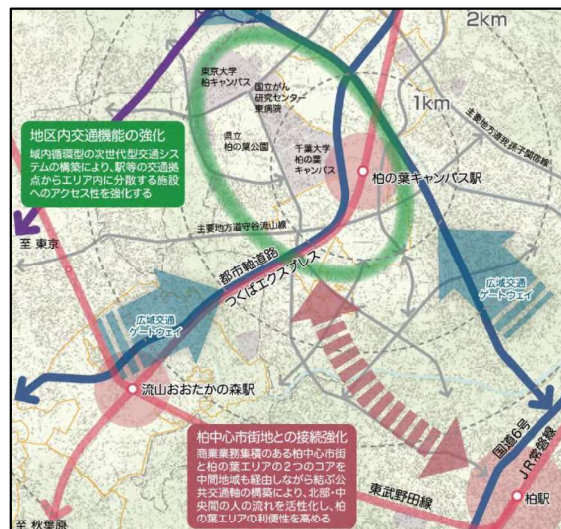 2km
1km
東京大学
柏キャンパス
国立がん
研究センター
東病院
県立
柏の葉公園
千葉大学
柏の葉
キャンパス
柏の葉キャンパス駅
主要地方道我孫子関宿線
地区内交通機能の強化
域内循環型の次世代型交通シス
テムの構築により、駅等の交通拠
点からエリア内に分散する施設
へのアクセス性を強化する
主要地方道守谷流山線
至 東京
都市軸道路
つくばエクスプレス
広域交通
ゲートウェイ
広域交通
ゲートウェイ
流山おおたかの森駅
柏中心市街地との接続強化
商業業務集積のある柏中心市街
と柏の葉エリアの2つのコアを
中間地域も経由しながら結ぶ公
共交通軸の構築により、北部・中
央間の人の流れを活性化し、柏
の葉エリアの利便性を高める
国道6号
JR常磐線
東武野田線
柏駅
至 秋葉原